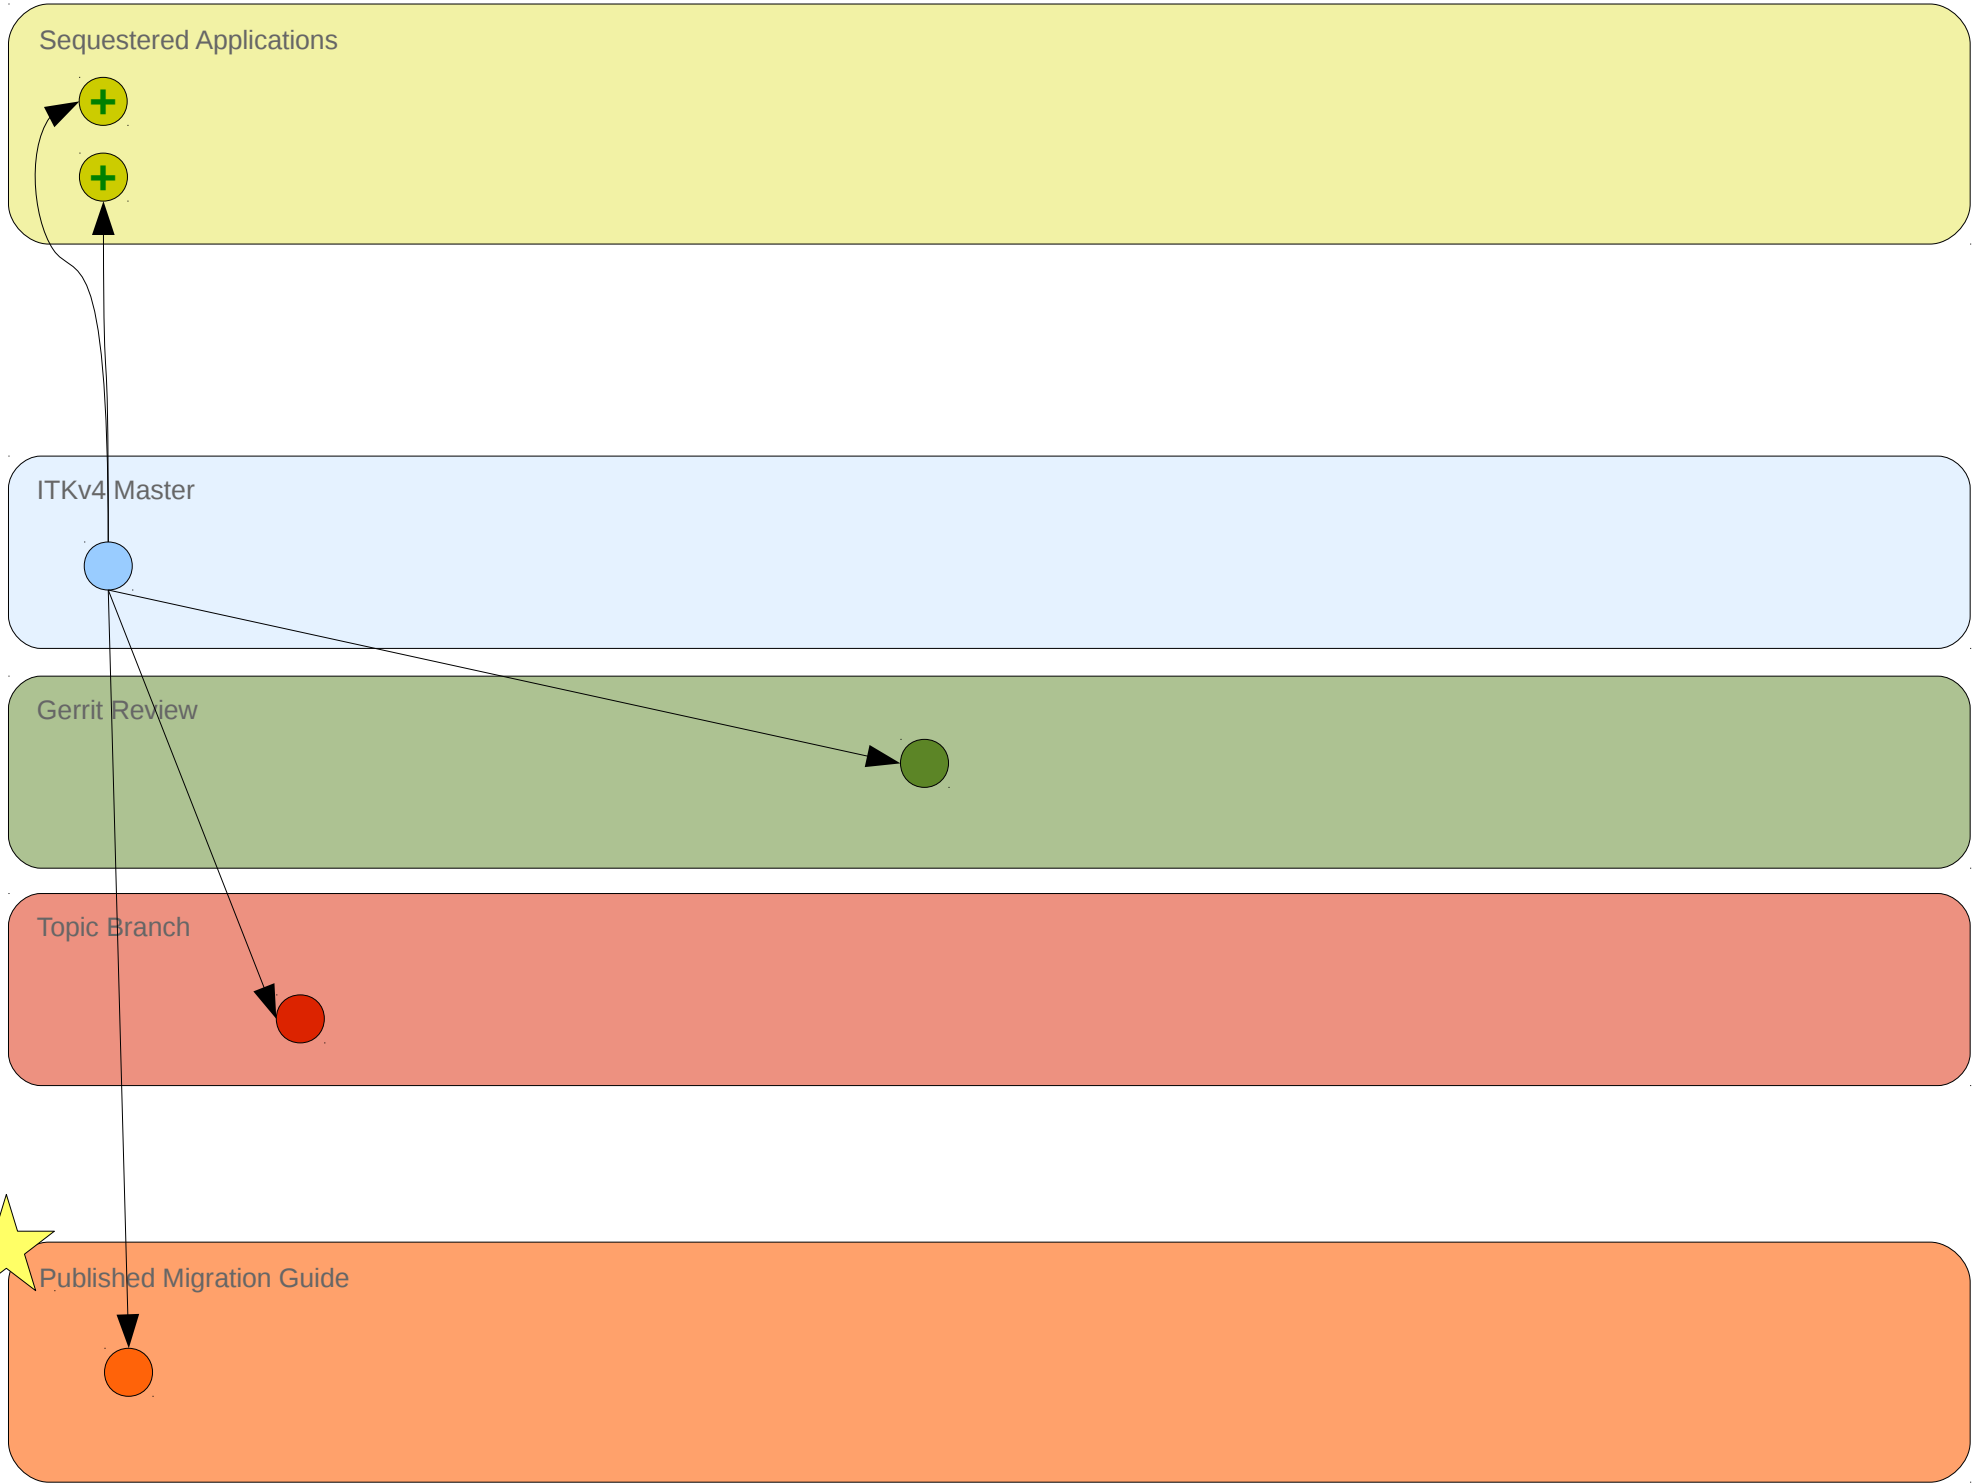 Sequestered Applications
ITKv4 Master
Gerrit Review
Topic Branch
Published Migration Guide